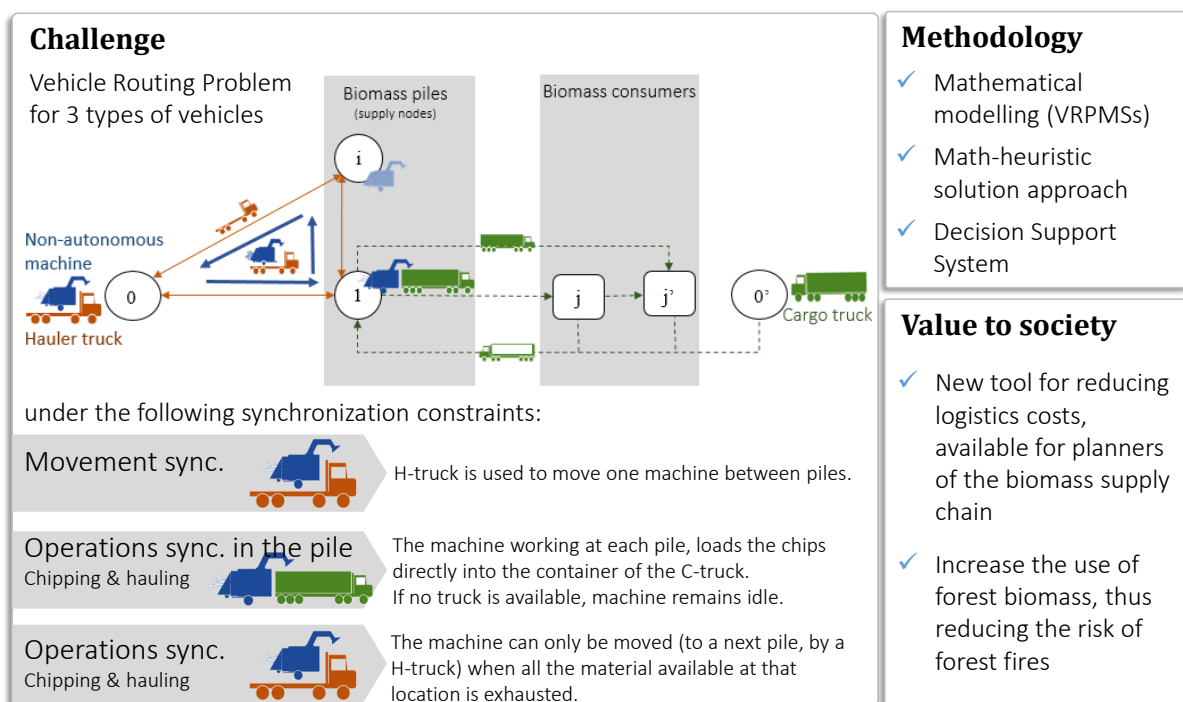 Challenge
Vehicle Routing Problem
for 3 types of vehicles
Biomass piles
(supply nodes)
Biomass consumers
i
Non-autonomous
machine
0
1
j
j’
0’
Hauler truck
Cargo truck
under the following synchronization constraints:
Movement sync.
H-truck is used to move one machine between piles.
Operations sync. in the pile
Chipping & hauling
The machine working at each pile, loads the chips
directly into the container of the C-truck.
If no truck is available, machine remains idle.
Operations sync.
Chipping & hauling
The machine can only be moved (to a next pile, by a
H-truck) when all the material available at that
location is exhausted.
Methodology
✓ Mathematical
modelling (VRPMSs)
✓ Math-heuristic
solution approach
✓ Decision Support
System
Value to society
✓ New tool for reducing
logistics costs,
available for planners
of the biomass supply
chain
✓ Increase the use of
forest biomass, thus
reducing the risk of
forest fires